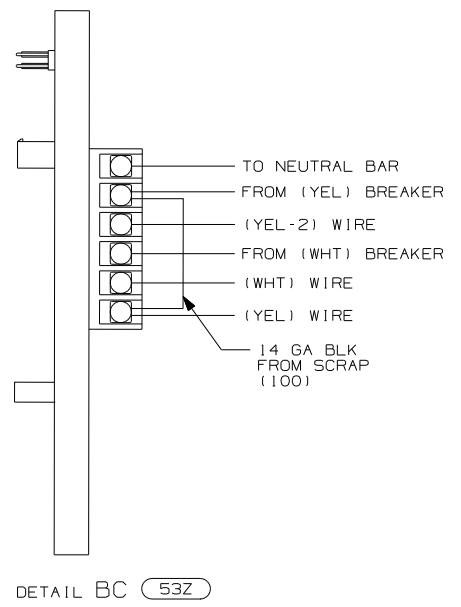 TO NEUTRAL BAR
FROM (YEL) BREAKER
(YEL-2) WIRE
FROM (WHT) BREAKER
(WHT) WIRE
(YEL) WIRE
14 GA BLK
FROM SCRAP
(100)
DETAIL BC 53Z